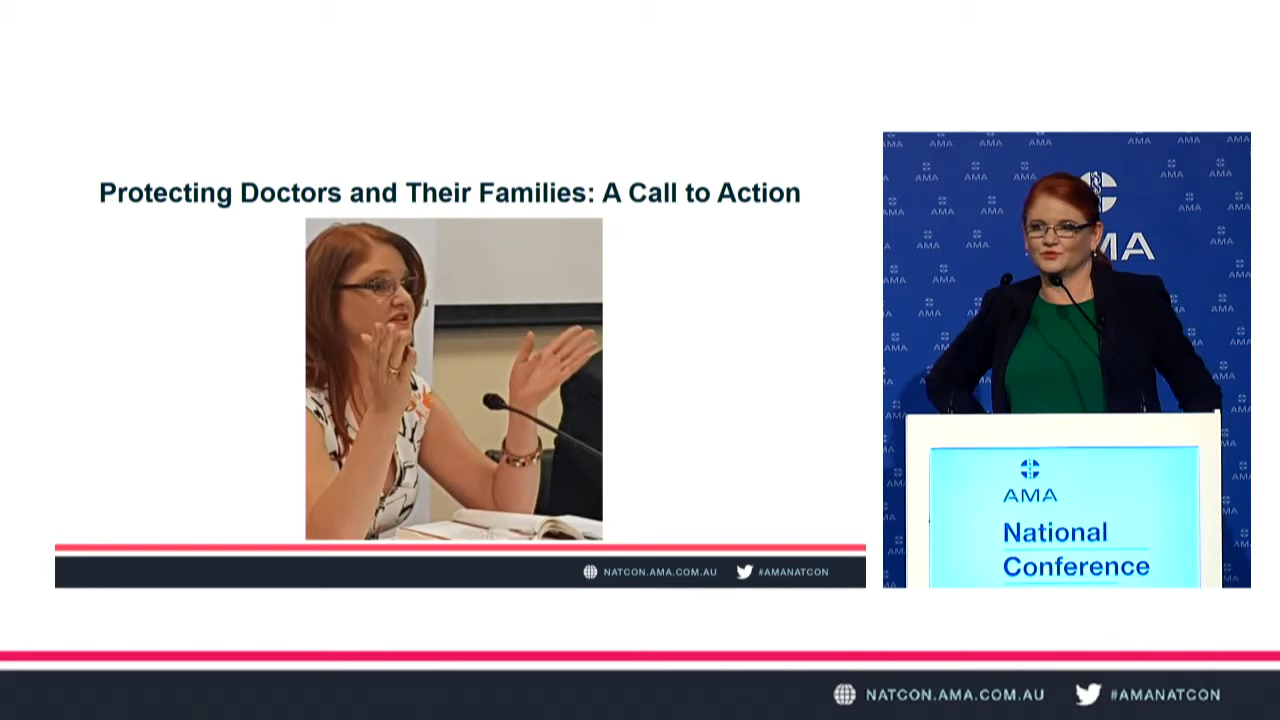 Protecting Doctors and Their Families: A Call to Action
NATCON.AMA.COM.AU #AMANATCON
AMA
AMA
National
Conference
NATCON.AMA.COM.AU #AMANATCON